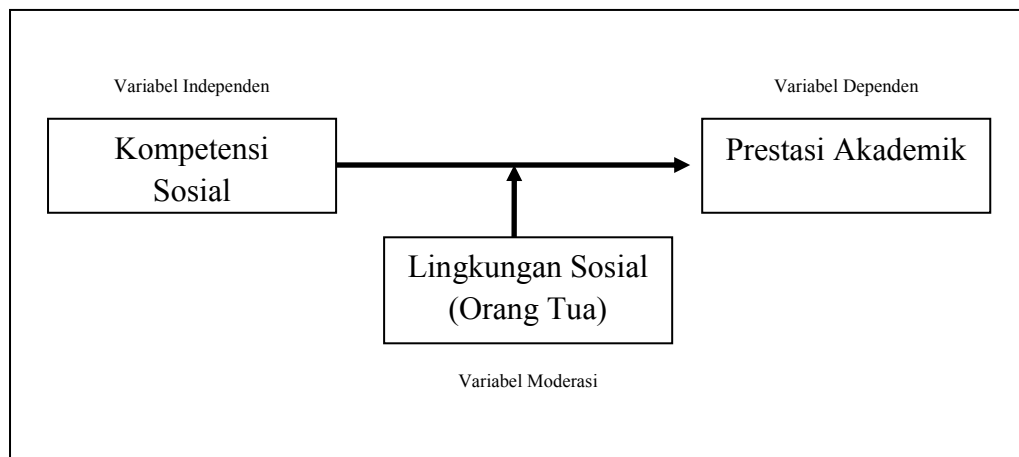 Variabel Independen
Variabel Dependen
Kompetensi
Sosial
Prestasi Akademik
Lingkungan Sosial
(Orang Tua)
Variabel Moderasi